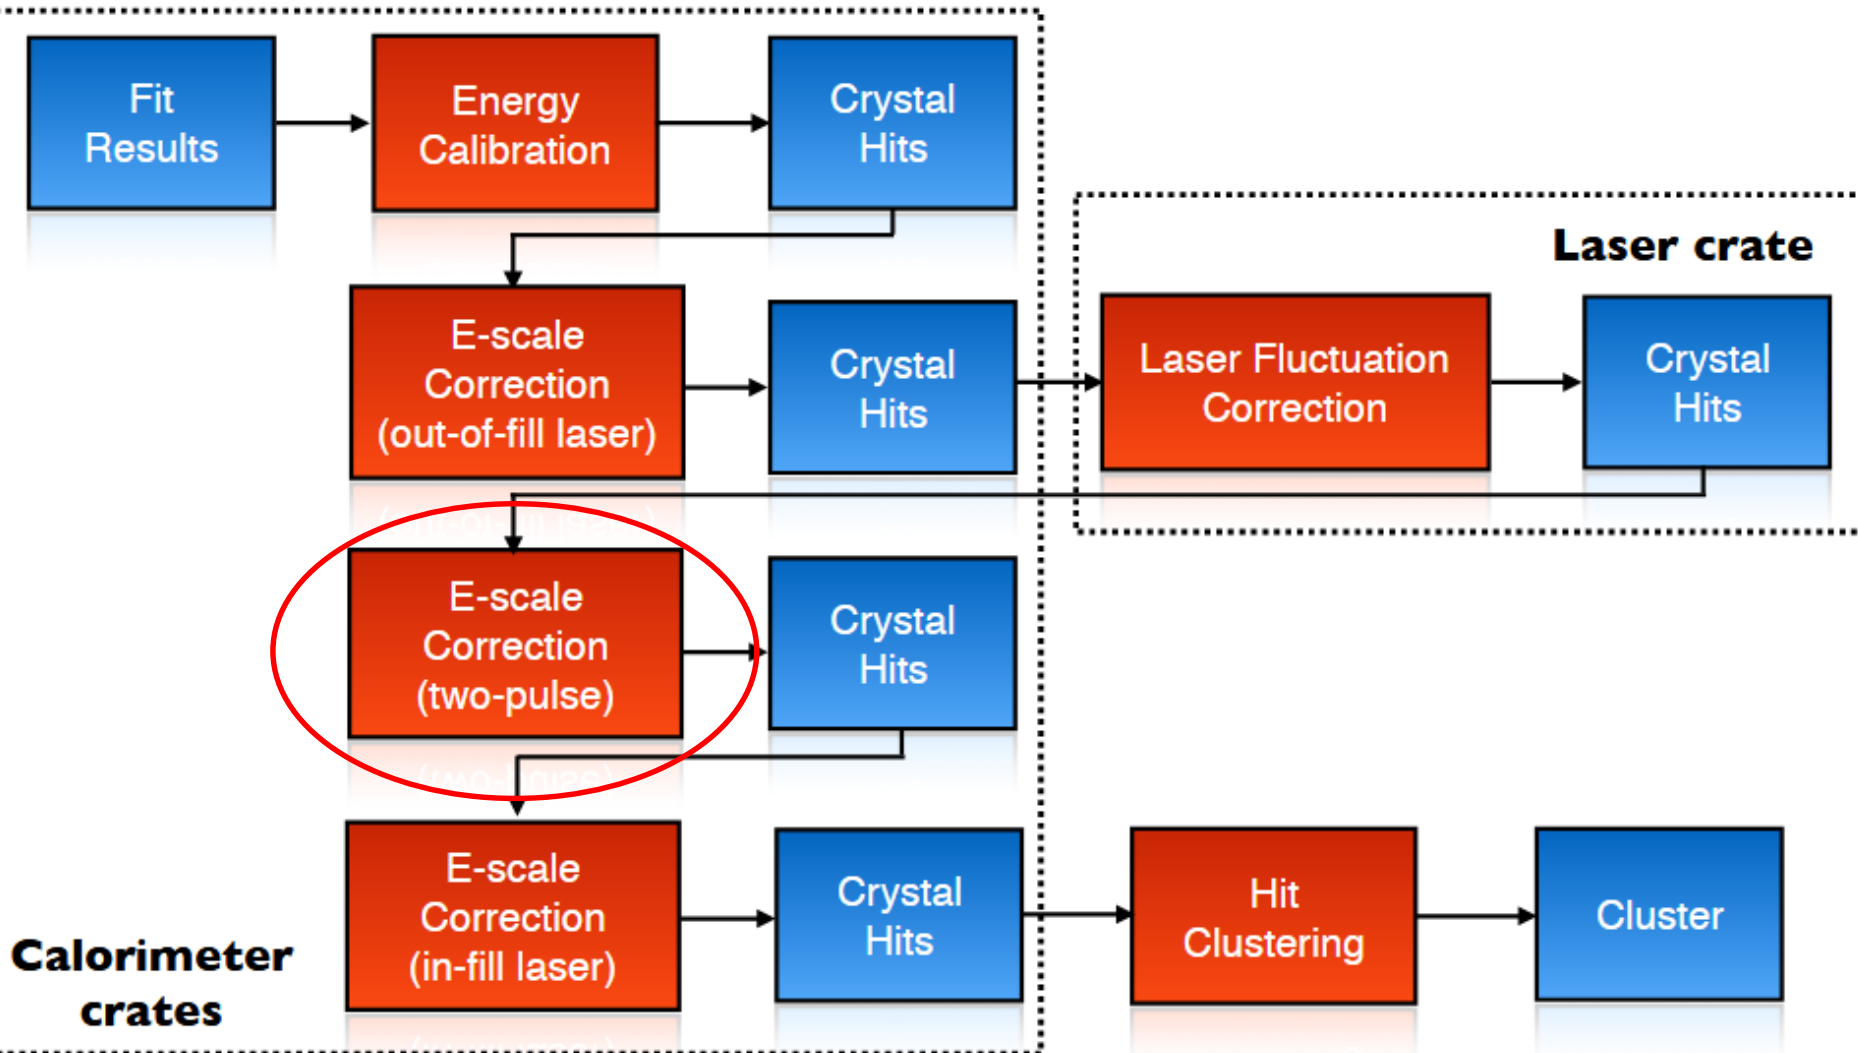 Fit
Results
Energy
Calibration
Crystal
Hits
Laser crate
E-scale
Correction
(out-of-fill laser)
Crystal
Hits
Laser Fluctuation
Correction
Crystal
Hits
E-scale
Correction
(two-pulse)
Crystal
Hits
E-scale
Correction
(in-fill laser)
Crystal
Hits
Hit
Clustering
Cluster
Calorimeter
crates